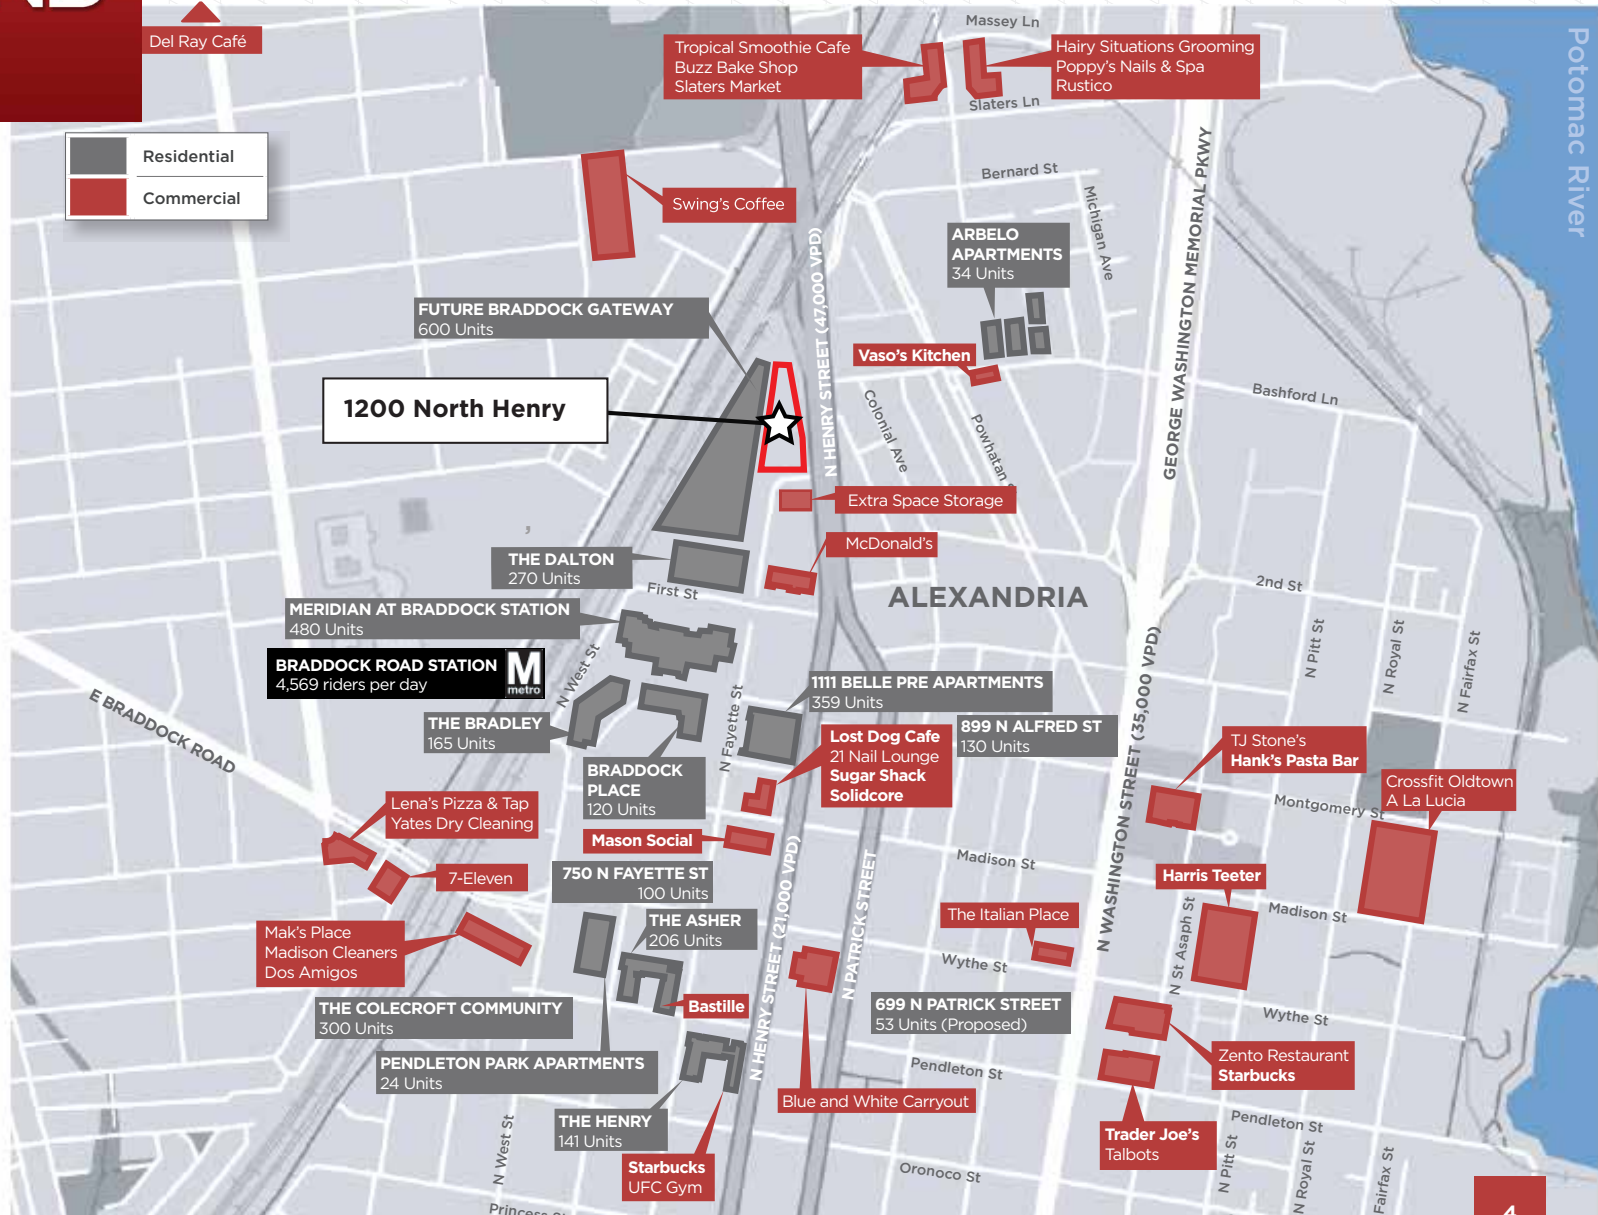 Massey Ln
Del Ray Café
Tropical Smoothie Cafe
Buzz Bake Shop
Slaters Market
Hairy Situations Grooming
Poppy's Nails & Spa
Rustico
Slaters Ln
Potomac River
Residential
Commercial
Swing's Coffee
Bernard St
Michigan Ave
GEORGE WASHINGTON MEMORIAL PKWY
ARBELO
APARTMENTS
34 Units
N HENRY STREET (47,000 VPD)
FUTURE BRADDOCK GATEWAY
600 Units
Vaso's Kitchen
1200 North Henry
Bashford Ln
Colonial Ave
Powhatan
Extra Space Storage
McDonald's
THE DALTON
270 Units
First St
ALEXANDRIA
2nd St
MERIDIAN AT BRADDOCK STATION
480 Units
BRADDOCK ROAD STATION
4,569 riders per day
M
metro
N West St
N Pitt St
N Royal St
N Fairfax St
E BRADDOCK ROAD
THE BRADLEY
165 Units
N Fayette St
1111 BELLE PRE APARTMENTS
359 Units
899 N ALFRED ST
130 Units
N WASHINGTON STREET (35,000 VPD)
Lost Dog Cafe
21 Nail Lounge
Sugar Shack
Solidcore
TJ Stone's
Hank's Pasta Bar
BRADDOCK
PLACE
120 Units
Crossfit Oldtown
A La Lucia
Montgomery St
Lena's Pizza & Tap
Yates Dry Cleaning
Mason Social
7-Eleven
750 N FAYETTE ST
100 Units
Madison St
Harris Teeter
Madison St
THE ASHER
206 Units
N HENRY STREET (21,000 VPD)
N PATRICK STREET
The Italian Place
N St Asaph St
Mak's Place
Madison Cleaners
Dos Amigos
Wythe St
THE COLECROFT COMMUNITY
300 Units
Bastille
699 N PATRICK STREET
53 Units (Proposed)
Wythe St
PENDLETON PARK APARTMENTS
24 Units
Zento Restaurant
Starbucks
Pendleton St
Blue and White Carryout
THE HENRY
141 Units
Pendleton St
Trader Joe's
Talbots
N West St
Starbucks
UFC Gym
Oronoco St
N Pitt St
N Royal St
Fairfax St
4